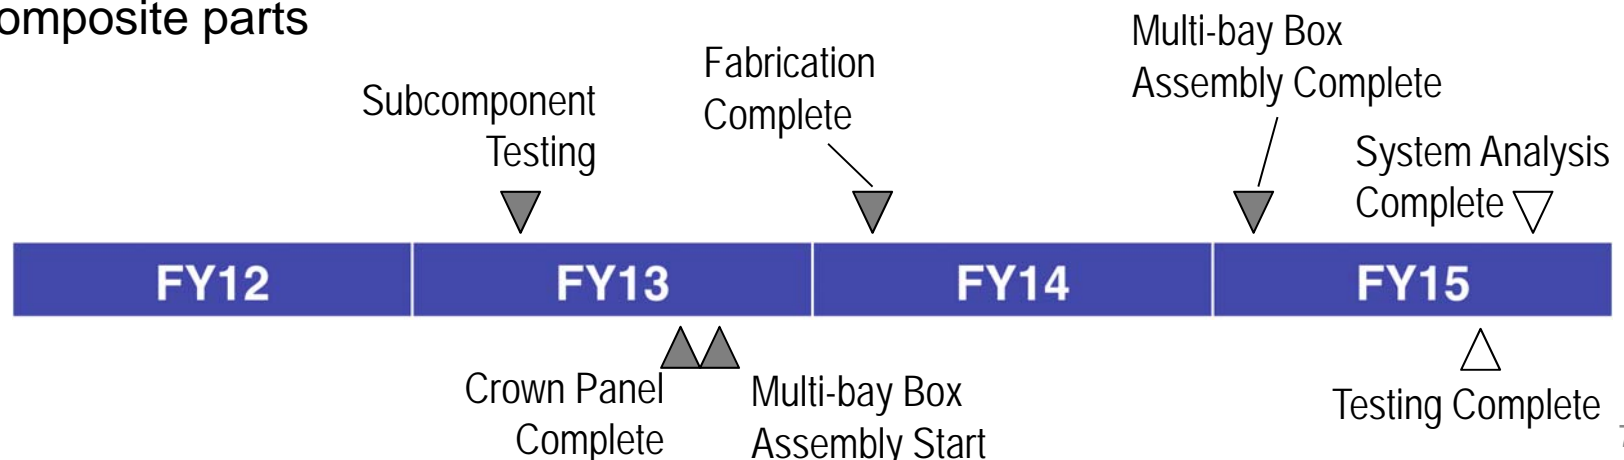 omposite parts
Subcomponent
Testing
Fabrication
Complete
Multi-bay Box
Assembly Complete
System Analysis
Complete
FY12
FY13
FY14
FY15
Crown Panel
Complete
Multi-bay Box
Assembly Start
Testing Complete